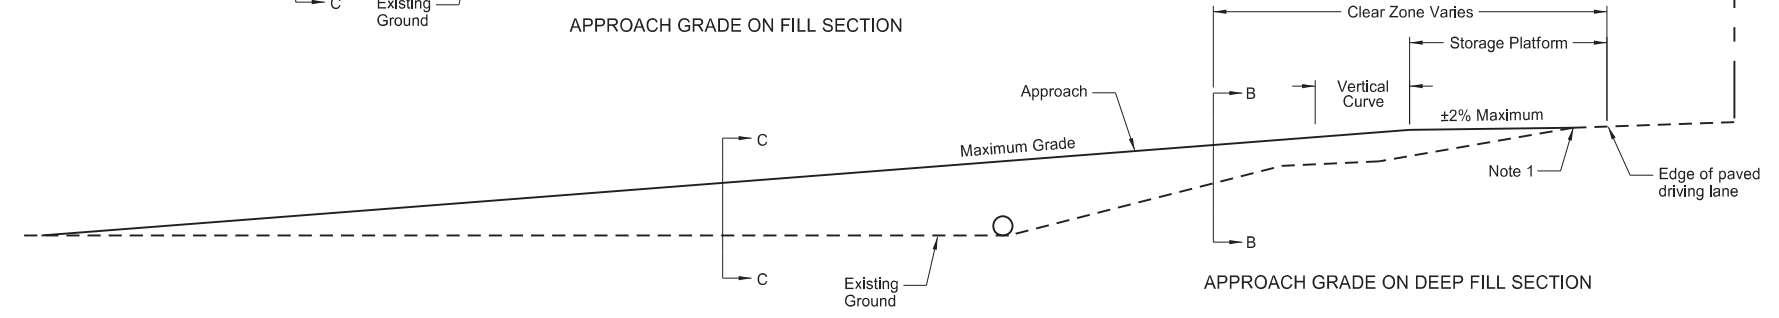 C
Existing
Ground
APPROACH GRADE ON FILL SECTION
Clear Zone Varies
Storage Platform
Vertical
Curve
Approach
B
±2% Maximum
C
Maximum Grade
Note 1
Edge of paved
driving lane
B
C
Existing
Ground
APPROACH GRADE ON DEEP FILL SECTION